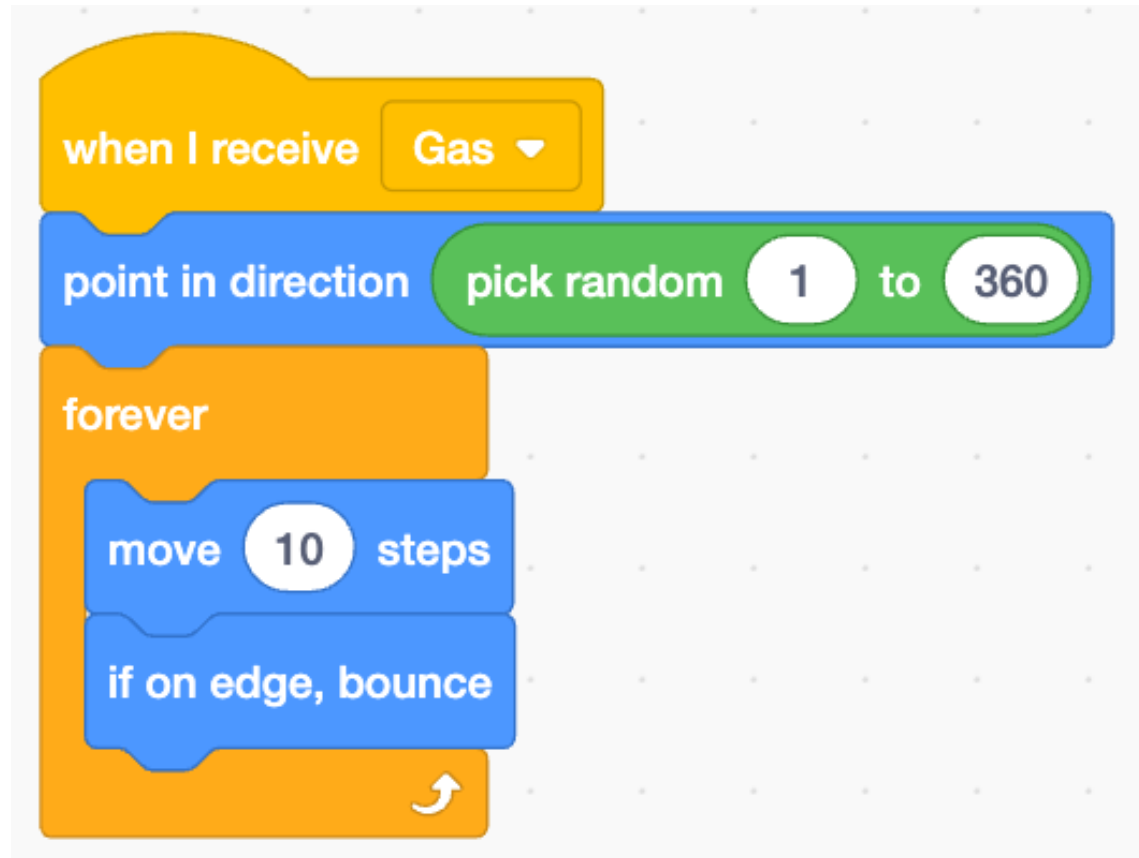 when I receive Gas
point in direction pick random 1 to 360
forever
move 10 steps
if on edge, bounce